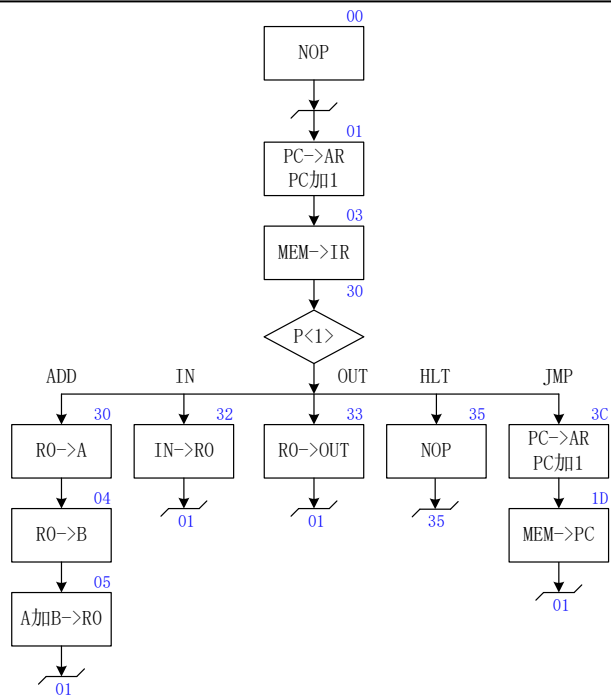 00
NOP
01
PC->AR
PC加1
03
MEM->IR
30
P<1>
ADD IN OUT HLT JMP
30 32 33 35 3C
R0->A IN->R0 R0->OUT NOP PC->AR
PC加1
04 01 01 35 1D
R0->B MEM->PC
05 01
A加B->R0
01